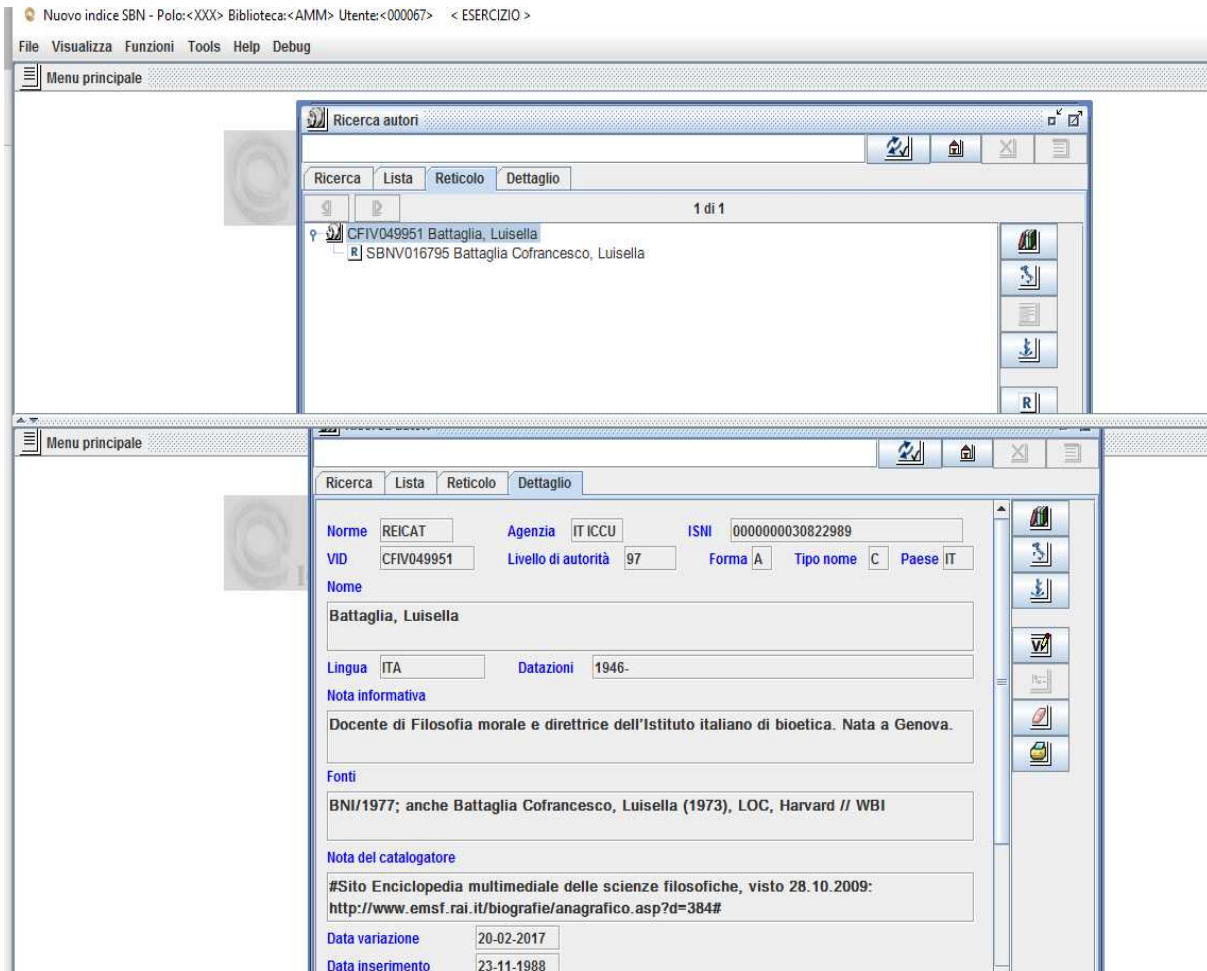 Nuovo indice SBN - Polo:<XXX> Biblioteca:<AMM> Utente:<000067> < ESERCIZIO >
File Visualizza Funzioni Tools Help Debug
Menu principale
Ricerca autori
Ricerca Lista Reticolo Dettaglio
1 di 1
CFIV049951 Battaglia, Luisella
R SBNV016795 Battaglia Cofrancesco, Luisella
R
Menu principale
Ricerca Lista Reticolo Dettaglio
Norme REICAT Agenzia IT ICCU ISNI 0000000030822989
VID CFIV049951 Livello di autorità 97 Forma A Tipo nome C Paese IT
Nome
Battaglia, Luisella
Lingua ITA Datazioni 1946-
Nota informativa
Docente di Filosofia morale e direttrice dell'Istituto italiano di bioetica. Nata a Genova.
Fonti
BNI/1977; anche Battaglia Cofrancesco, Luisella (1973), LOC, Harvard // WBI
Nota del catalogatore
#Sito Enciclopedia multimediale delle scienze filosofiche, visto 28.10.2009:
http://www.emsf.rai.it/biografie/anagrafico.asp?d=384#
Data variazione 20-02-2017
Data inserimento 23-11-1988